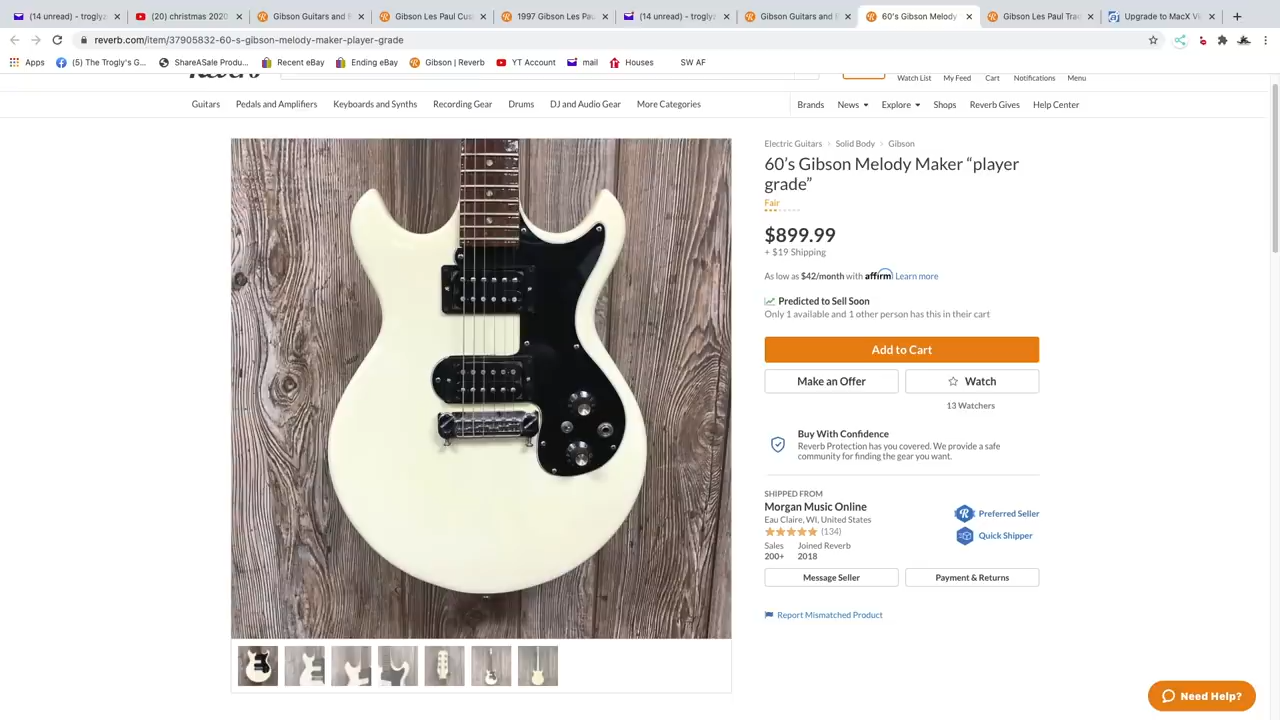 (14 unread) - troglyz
(20) christmas 2020
Gibson Guitars and F
Gibson Les Paul Cus
1997 Gibson Les Pau
(14 unread) - troglyz
Gibson Guitars and F
60's Gibson Melody
Gibson Les Paul Trad
Upgrade to MacX Vi
reverb.com/item/37905832-60-s-gibson-melody-maker-player-grade
Apps
(5) The Trogly's G...
ShareASale Produ...
Recent eBay
Ending eBay
Gibson | Reverb
YT Account
mail
Houses
SW AF
Reverb
Watch List
My Feed
Cart
Notifications
Menu
Guitars
Pedals and Amplifiers
Keyboards and Synths
Recording Gear
Drums
DJ and Audio Gear
More Categories
Brands
News
Explore
Shops
Reverb Gives
Help Center
Electric Guitars
Solid Body
Gibson
60's Gibson Melody Maker “player
grade”
Fair
$899.99
+ $19 Shipping
As low as $42/month with affirm Learn more
Predicted to Sell Soon
Only 1 available and 1 other person has this in their cart
Add to Cart
Make an Offer
Watch
13 Watchers
Buy With Confidence
Reverb Protection has you covered. We provide a safe
community for finding the gear you want.
SHIPPED FROM
Morgan Music Online
Eau Claire, WI, United States
(134)
Preferred Seller
Quick Shipper
Sales
Joined Reverb
200+
2018
Message Seller
Payment & Returns
Report Mismatched Product
Need Help?